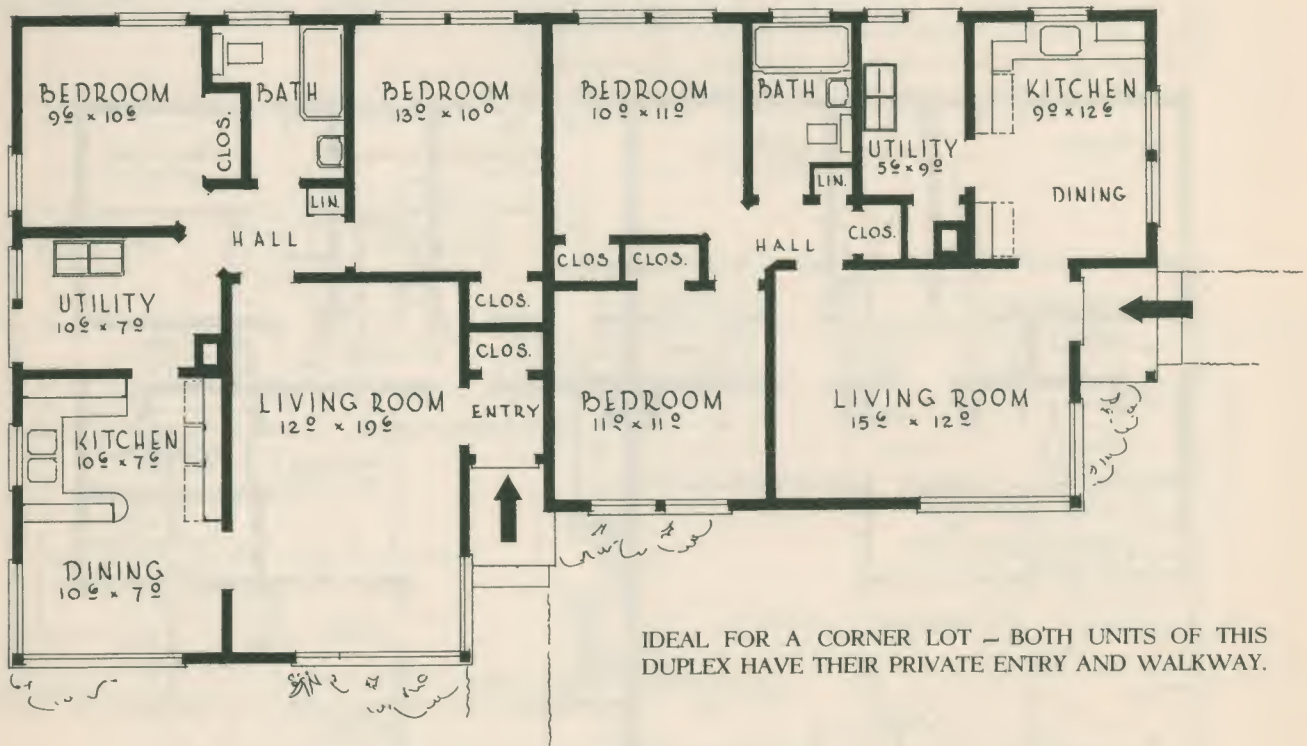 BEDROOM
9⁶ x 10⁶
CLOS.
BATH
LIN.
BEDROOM
13⁰ x 10⁰
HALL
UTILITY
10⁶ x 7⁰
KITCHEN
10⁶ x 7⁶
DINING
10⁶ x 7⁰
LIVING ROOM
12⁰ x 19⁶
CLOS.
CLOS.
ENTRY
BEDROOM
10⁰ x 11⁰
BATH
LIN.
UTILITY
5⁶ x 9⁰
KITCHEN
9⁰ x 12⁶
DINING
CLOS
CLOS.
HALL
CLOS.
BEDROOM
11⁰ x 11⁰
LIVING ROOM
15⁶ x 12⁰
IDEAL FOR A CORNER LOT — BOTH UNITS OF THIS
DUPLEX HAVE THEIR PRIVATE ENTRY AND WALKWAY.